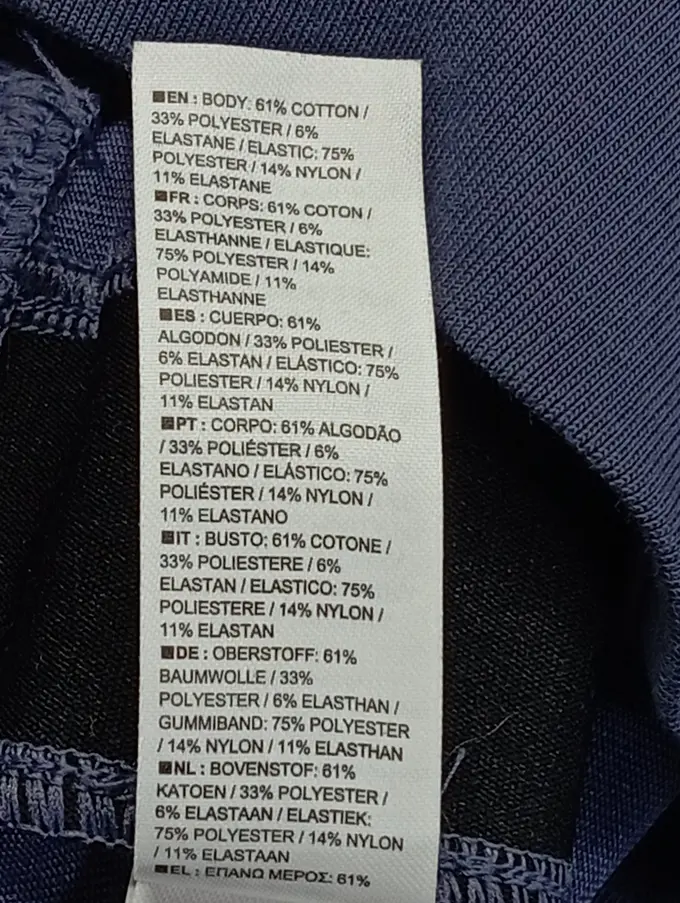 ■EN : BODY: 61% COTTON /
33% POLYESTER / 6%
ELASTANE / ELASTIC: 75%
POLYESTER / 14% NYLON /
11% ELASTANE
■FR : CORPS: 61% COTON /
33% POLYESTER / 6%
ELASTHANNE / ELASTIQUE:
75% POLYESTER / 14%
POLYAMIDE / 11%
ELASTHANNE
■ES : CUERPO: 61%
ALGODON / 33% POLIESTER /
6% ELASTAN / ELÁSTICO: 75%
POLIESTER / 14% NYLON /
11% ELASTAN
■PT : CORPO: 61% ALGODÃO
/ 33% POLIÉSTER / 6%
ELASTANO / ELÁSTICO: 75%
POLIÉSTER / 14% NYLON /
11% ELASTANO
■IT : BUSTO: 61% COTONE /
33% POLIESTERE / 6%
ELASTAN / ELASTICO: 75%
POLIESTERE / 14% NYLON /
11% ELASTAN
■DE : OBERSTOFF: 61%
BAUMWOLLE / 33%
POLYESTER / 6% ELASTHAN /
GUMMIBAND: 75% POLYESTER
/ 14% NYLON / 11% ELASTHAN
■NL : BOVENSTOF: 61%
KATOEN / 33% POLYESTER /
6% ELASTAAN / ELASTIEK:
75% POLYESTER / 14% NYLON
/ 11% ELASTAAN
■EL : ΕΠΑΝΩ ΜΕΡΟΣ: 61%